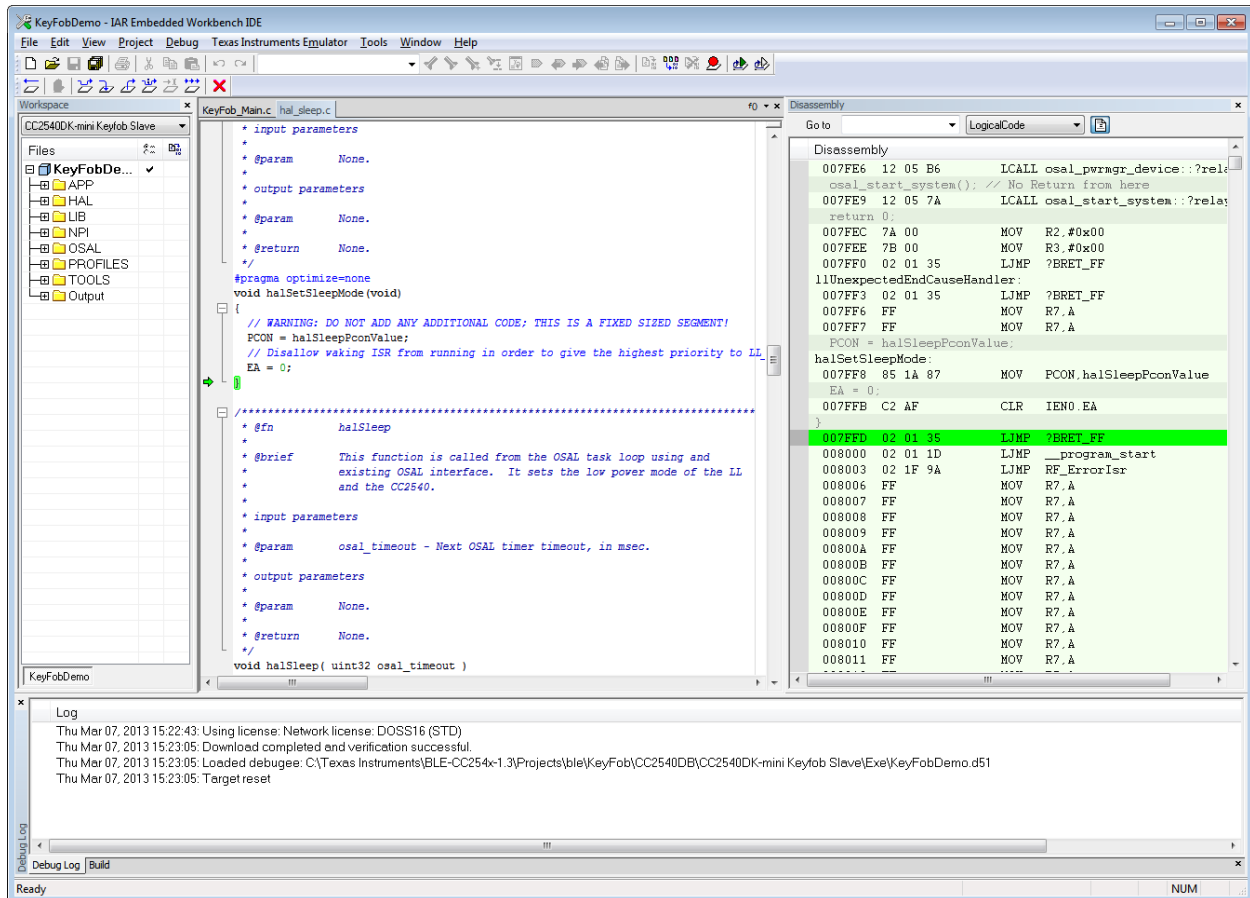 KeyFobDemo - IAR Embedded Workbench IDE
File Edit View Project Debug Texas Instruments Emulator Tools Window Help
Workspace
CC2540DK-mini Keyfob Slave
Files
KeyFobDe...
APP
HAL
LIB
NPI
OSAL
PROFILES
TOOLS
Output
KeyFobDemo
KeyFob_Main.c hal_sleep.c
f0
* input parameters
*
* @param None.
*
* output parameters
*
* @param None.
*
* @return None.
*/
#pragma optimize=none
void halSetSleepMode(void)
{
// WARNING: DO NOT ADD ANY ADDITIONAL CODE; THIS IS A FIXED SIZED SEGMENT!
PCON = halSleepPconValue;
// Disallow waking ISR from running in order to give the highest priority to LL_
EA = 0;
}
/*******************************************************************************
* @fn halSleep
*
* @brief This function is called from the OSAL task loop using and
* existing OSAL interface. It sets the low power mode of the LL
* and the CC2540.
*
* input parameters
*
* @param osal_timeout - Next OSAL timer timeout, in msec.
*
* output parameters
*
* @param None.
*
* @return None.
*/
void halSleep( uint32 osal_timeout )
Disassembly
Go to LogicalCode
Disassembly
007FE6 12 05 B6 LCALL osal_pwrmgr_device::?rela
osal_start_system(); // No Return from here
007FE9 12 05 7A LCALL osal_start_system::?relay
return 0;
007FEC 7A 00 MOV R2,#0x00
007FEE 7B 00 MOV R3,#0x00
007FF0 02 01 35 LJMP ?BRET_FF
llUnexpectedEndCauseHandler:
007FF3 02 01 35 LJMP ?BRET_FF
007FF6 FF MOV R7,A
007FF7 FF MOV R7,A
PCON = halSleepPconValue;
halSetSleepMode:
007FF8 85 1A 87 MOV PCON,halSleepPconValue
EA = 0;
007FFB C2 AF CLR IEN0.EA
}
007FFD 02 01 35 LJMP ?BRET_FF
008000 02 01 1D LJMP __program_start
008003 02 1F 9A LJMP RF_ErrorIsr
008006 FF MOV R7,A
008007 FF MOV R7,A
008008 FF MOV R7,A
008009 FF MOV R7,A
00800A FF MOV R7,A
00800B FF MOV R7,A
00800C FF MOV R7,A
00800D FF MOV R7,A
00800E FF MOV R7,A
00800F FF MOV R7,A
008010 FF MOV R7,A
008011 FF MOV R7,A
Log
Thu Mar 07, 2013 15:22:43: Using license: Network license: DOSS16 (STD)
Thu Mar 07, 2013 15:23:05: Download completed and verification successful.
Thu Mar 07, 2013 15:23:05: Loaded debugee: C:\Texas Instruments\BLE-CC254x-1.3\Projects\ble\KeyFob\CC2540DB\CC2540DK-mini Keyfob Slave\Exe\KeyFobDemo.d51
Thu Mar 07, 2013 15:23:05: Target reset
Debug Log
Debug Log Build
Ready NUM